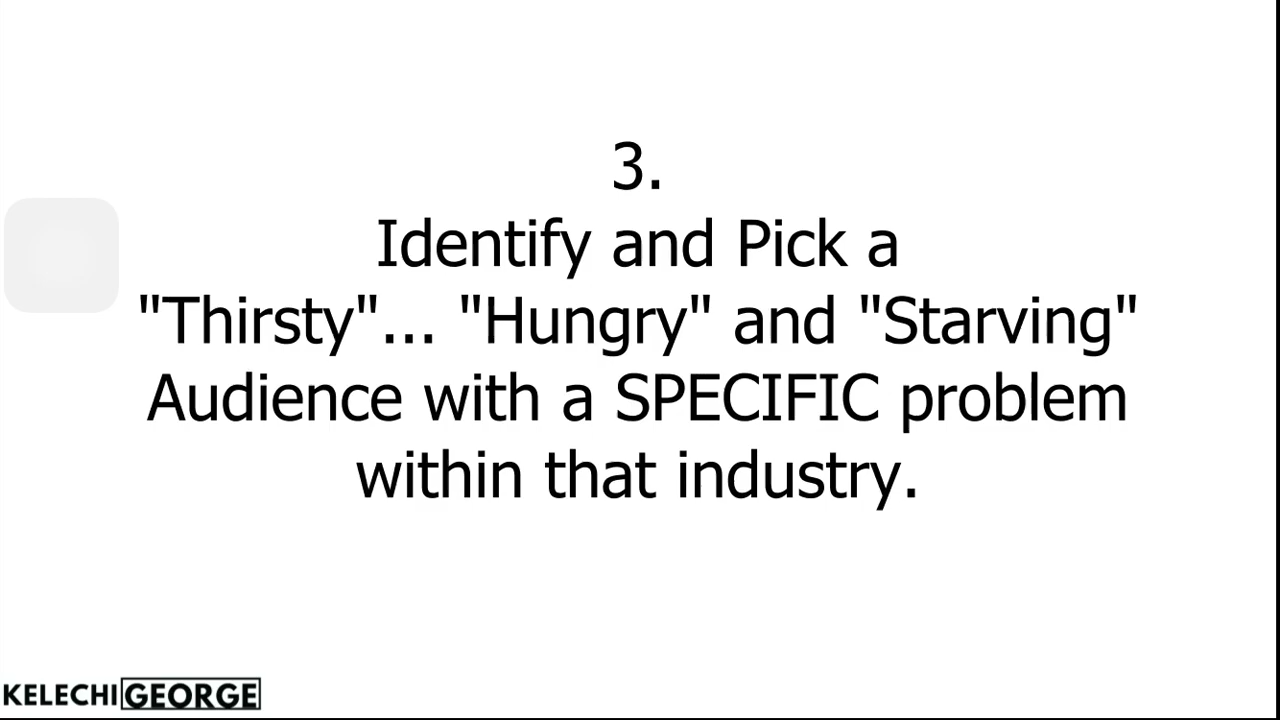 3.
Identify and Pick a
"Thirsty"... "Hungry" and "Starving"
Audience with a SPECIFIC problem
within that industry.
KELECHI GEORGE